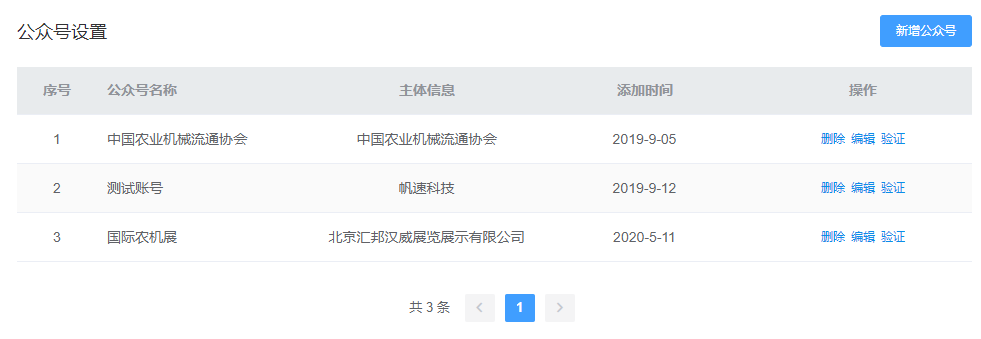 公众号设置
新增公众号
序号 公众号名称 主体信息 添加时间 操作
1 中国农业机械流通协会 中国农业机械流通协会 2019-9-05 删除 编辑 验证
2 测试账号 帆速科技 2019-9-12 删除 编辑 验证
3 国际农机展 北京汇邦汉威展览展示有限公司 2020-5-11 删除 编辑 验证
共 3 条 1